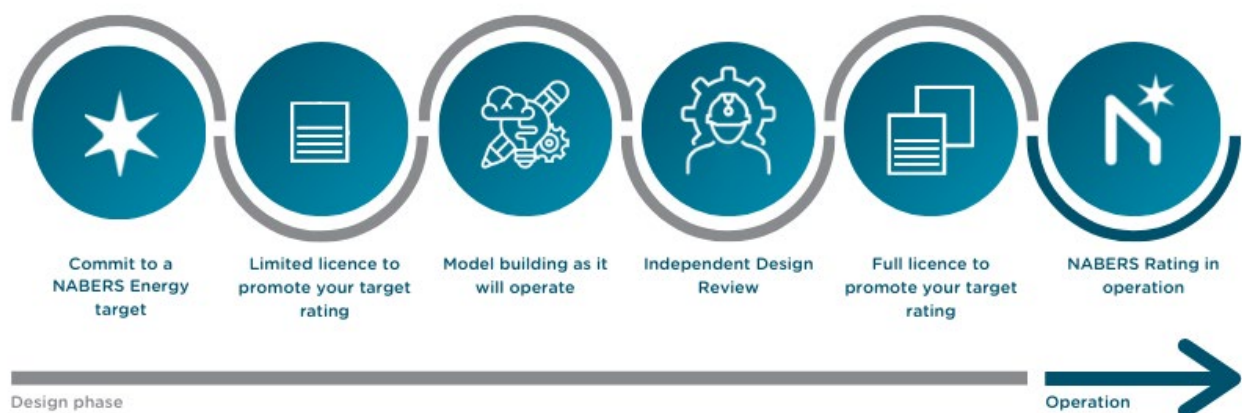 Commit to a
NABERS Energy
target
Limited licence to
promote your target
rating
Model building as it
will operate
Independent Design
Review
Full licence to
promote your target
rating
NABERS Rating in
operation
Design phase
Operation